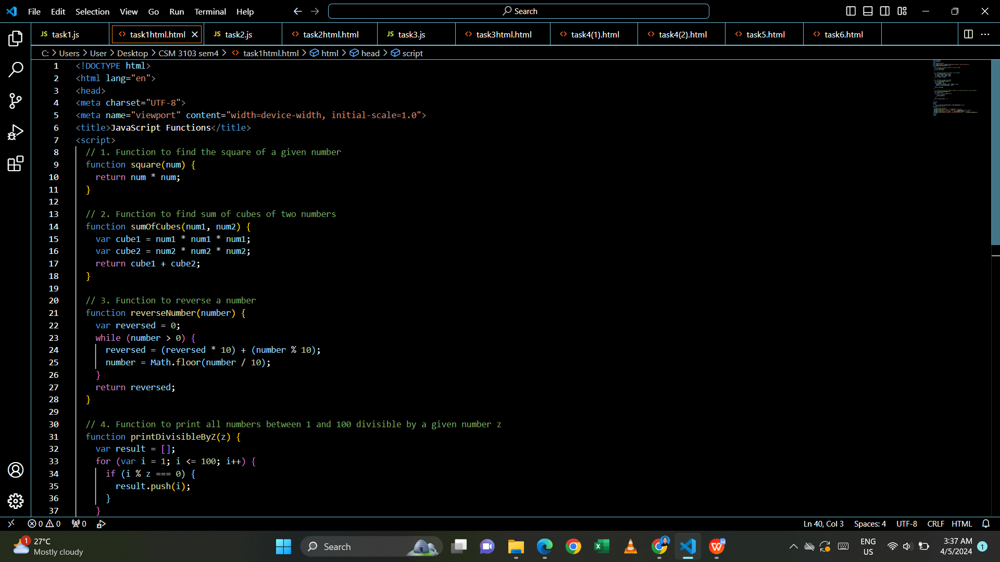 File Edit Selection View Go Run Terminal Help Search
JS task1.js task1html.html JS task2.js task2html.html JS task3.js task3html.html task4(1).html task4(2).html task5.html task6.html
C: > Users > User > Desktop > CSM 3103 sem4 > task1html.html > html > head > script
1 <!DOCTYPE html>
2 <html lang="en">
3 <head>
4 <meta charset="UTF-8">
5 <meta name="viewport" content="width=device-width, initial-scale=1.0">
6 <title>JavaScript Functions</title>
7 <script>
8 // 1. Function to find the square of a given number
9 function square(num) {
10 return num * num;
11 }
12
13 // 2. Function to find sum of cubes of two numbers
14 function sumOfCubes(num1, num2) {
15 var cube1 = num1 * num1 * num1;
16 var cube2 = num2 * num2 * num2;
17 return cube1 + cube2;
18 }
19
20 // 3. Function to reverse a number
21 function reverseNumber(number) {
22 var reversed = 0;
23 while (number > 0) {
24 reversed = (reversed * 10) + (number % 10);
25 number = Math.floor(number / 10);
26 }
27 return reversed;
28 }
29
30 // 4. Function to print all numbers between 1 and 100 divisible by a given number z
31 function printDivisibleByZ(z) {
32 var result = [];
33 for (var i = 1; i <= 100; i++) {
34 if (i % z === 0) {
35 result.push(i);
36 }
37 }
0 0 0 Ln 40, Col 3 Spaces: 4 UTF-8 CRLF HTML
1 27°C Search ENG 3:37 AM
Mostly cloudy US 4/5/2024 1